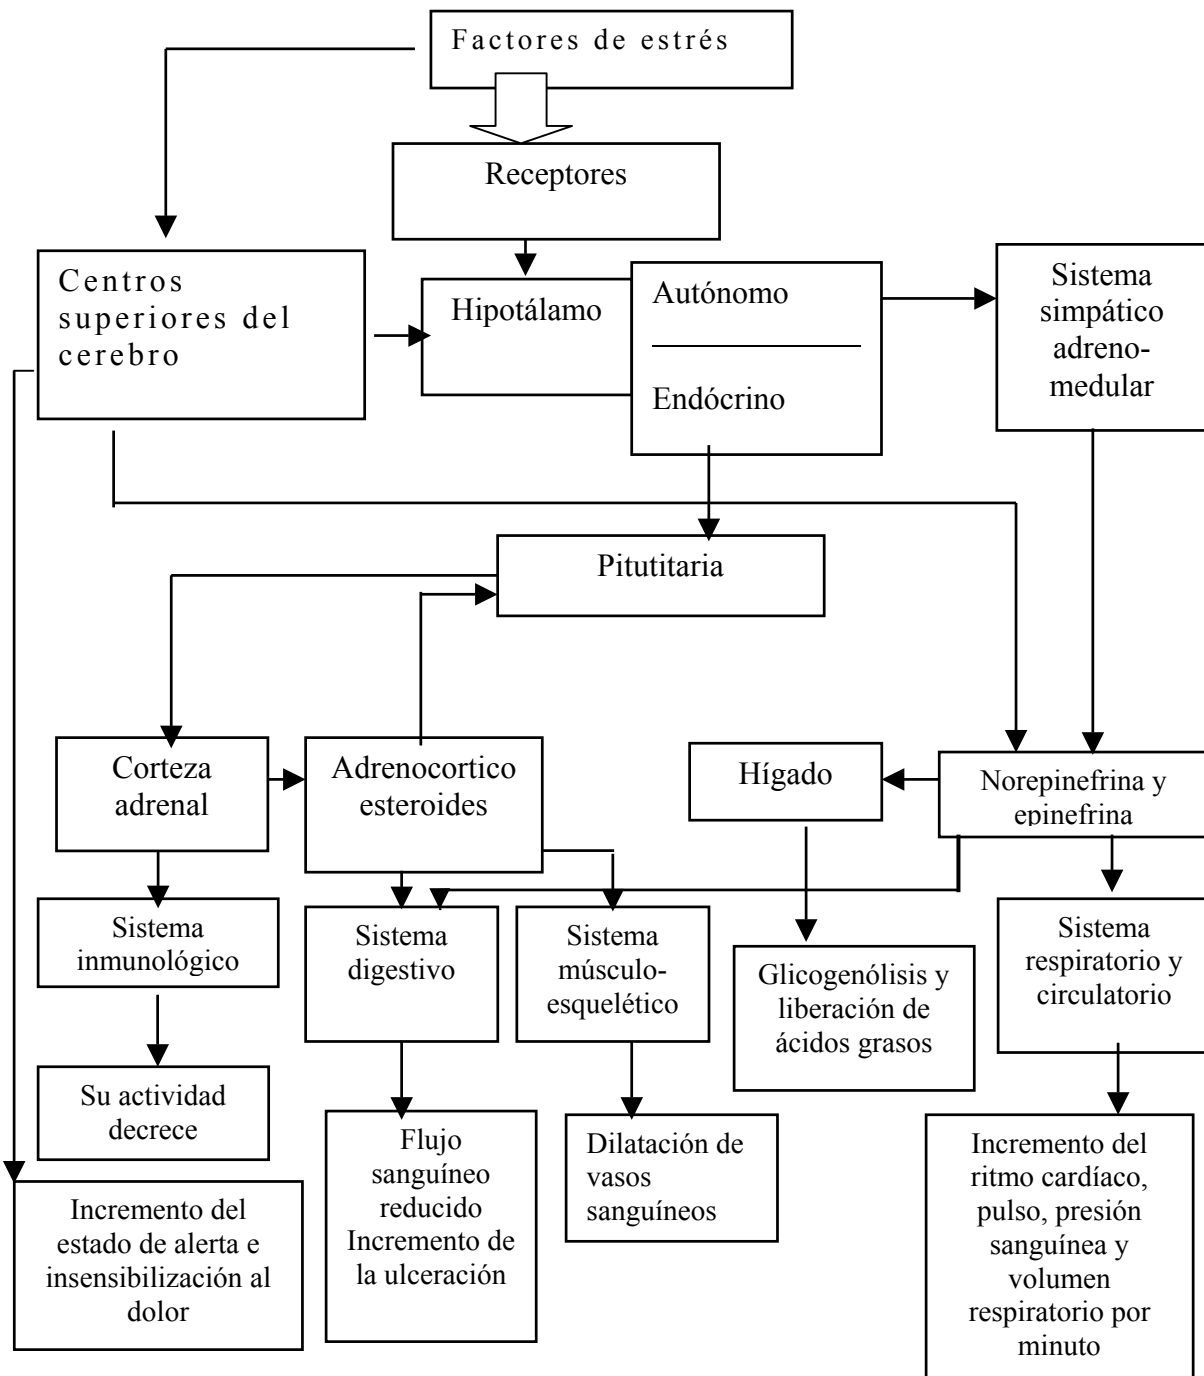 Factores de estrés
Receptores
Centros
superiores del
cerebro
Hipotálamo
Autónomo
Endócrino
Sistema
simpático
adreno-
medular
Pitutitaria
Corteza
adrenal
Adrenocortico
esteroides
Hígado
Norepinefrina y
epinefrina
Sistema
inmunológico
Sistema
digestivo
Sistema
músculo-
esquelético
Glicogenólisis y
liberación de
ácidos grasos
Sistema
respiratorio y
circulatorio
Su actividad
decrece
Flujo
sanguíneo
reducido
Incremento de
la ulceración
Dilatación de
vasos
sanguíneos
Incremento del
ritmo cardíaco,
pulso, presión
sanguínea y
volumen
respiratorio por
minuto
Incremento del
estado de alerta e
insensibilización al
dolor